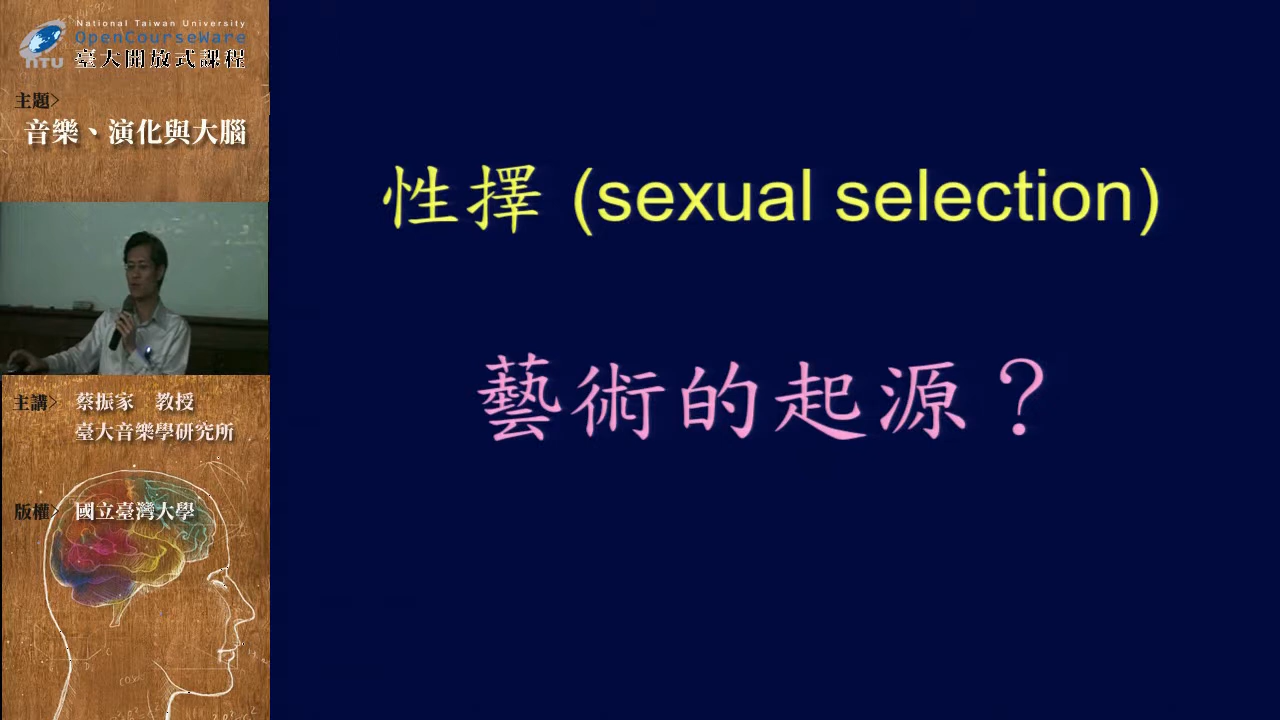 National Taiwan University
OpenCourseWare
NTU
臺大開放式課程
主題>
音樂、演化與大腦
主講> 蔡振家 教授
臺大音樂學研究所
版權> 國立臺灣大學
性擇 (sexual selection)
藝術的起源？